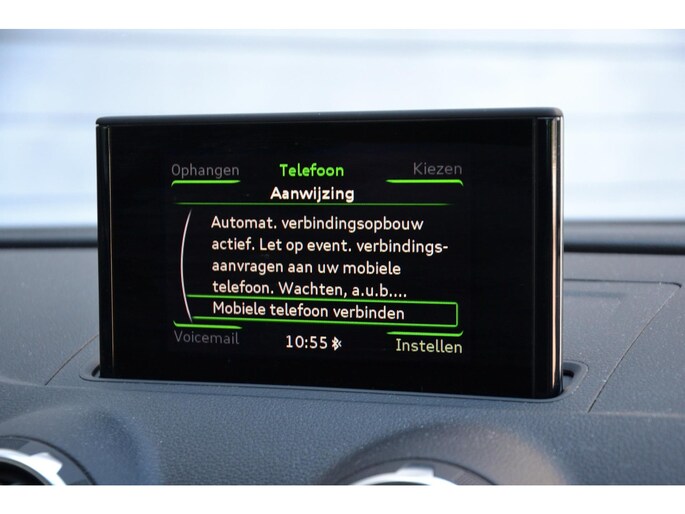 Ophangen Telefoon Kiezen
Aanwijzing
Automat. verbindingsopbouw
actief. Let op event. verbindings-
aanvragen aan uw mobiele
telefoon. Wachten, a.u.b....
Mobiele telefoon verbinden
Voicemail 10:55 Instellen